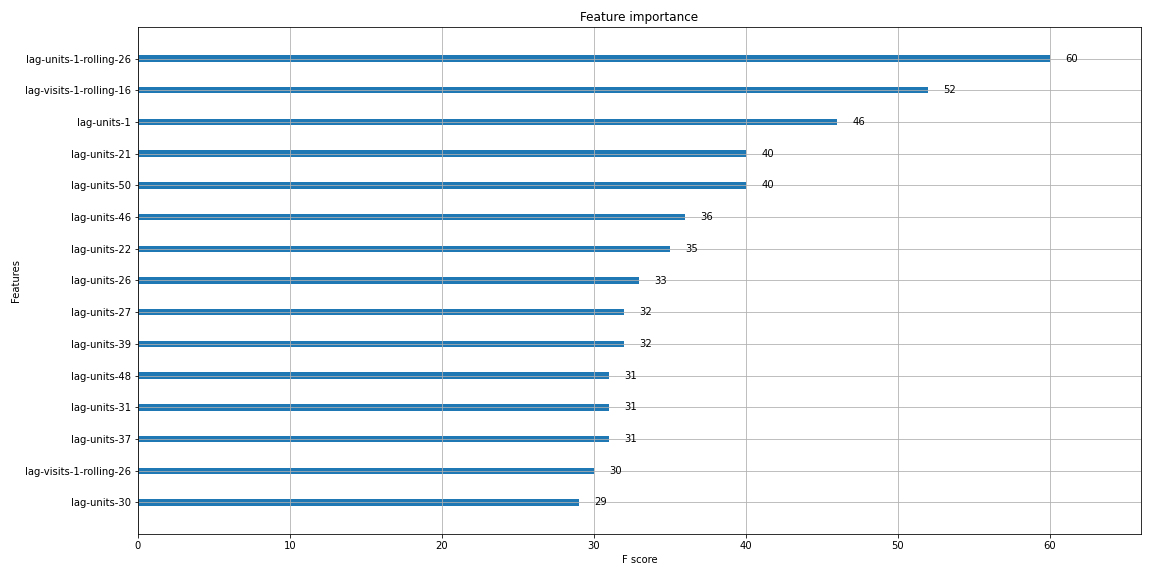 Feature importance
lag-units-1-rolling-26 60
lag-visits-1-rolling-16 52
lag-units-1 46
lag-units-21 40
lag-units-50 40
lag-units-46 36
lag-units-22 35
lag-units-26 33
lag-units-27 32
lag-units-39 32
lag-units-48 31
lag-units-31 31
lag-units-37 31
lag-visits-1-rolling-26 30
lag-units-30 29
Features
0 10 20 30 40 50 60
F score